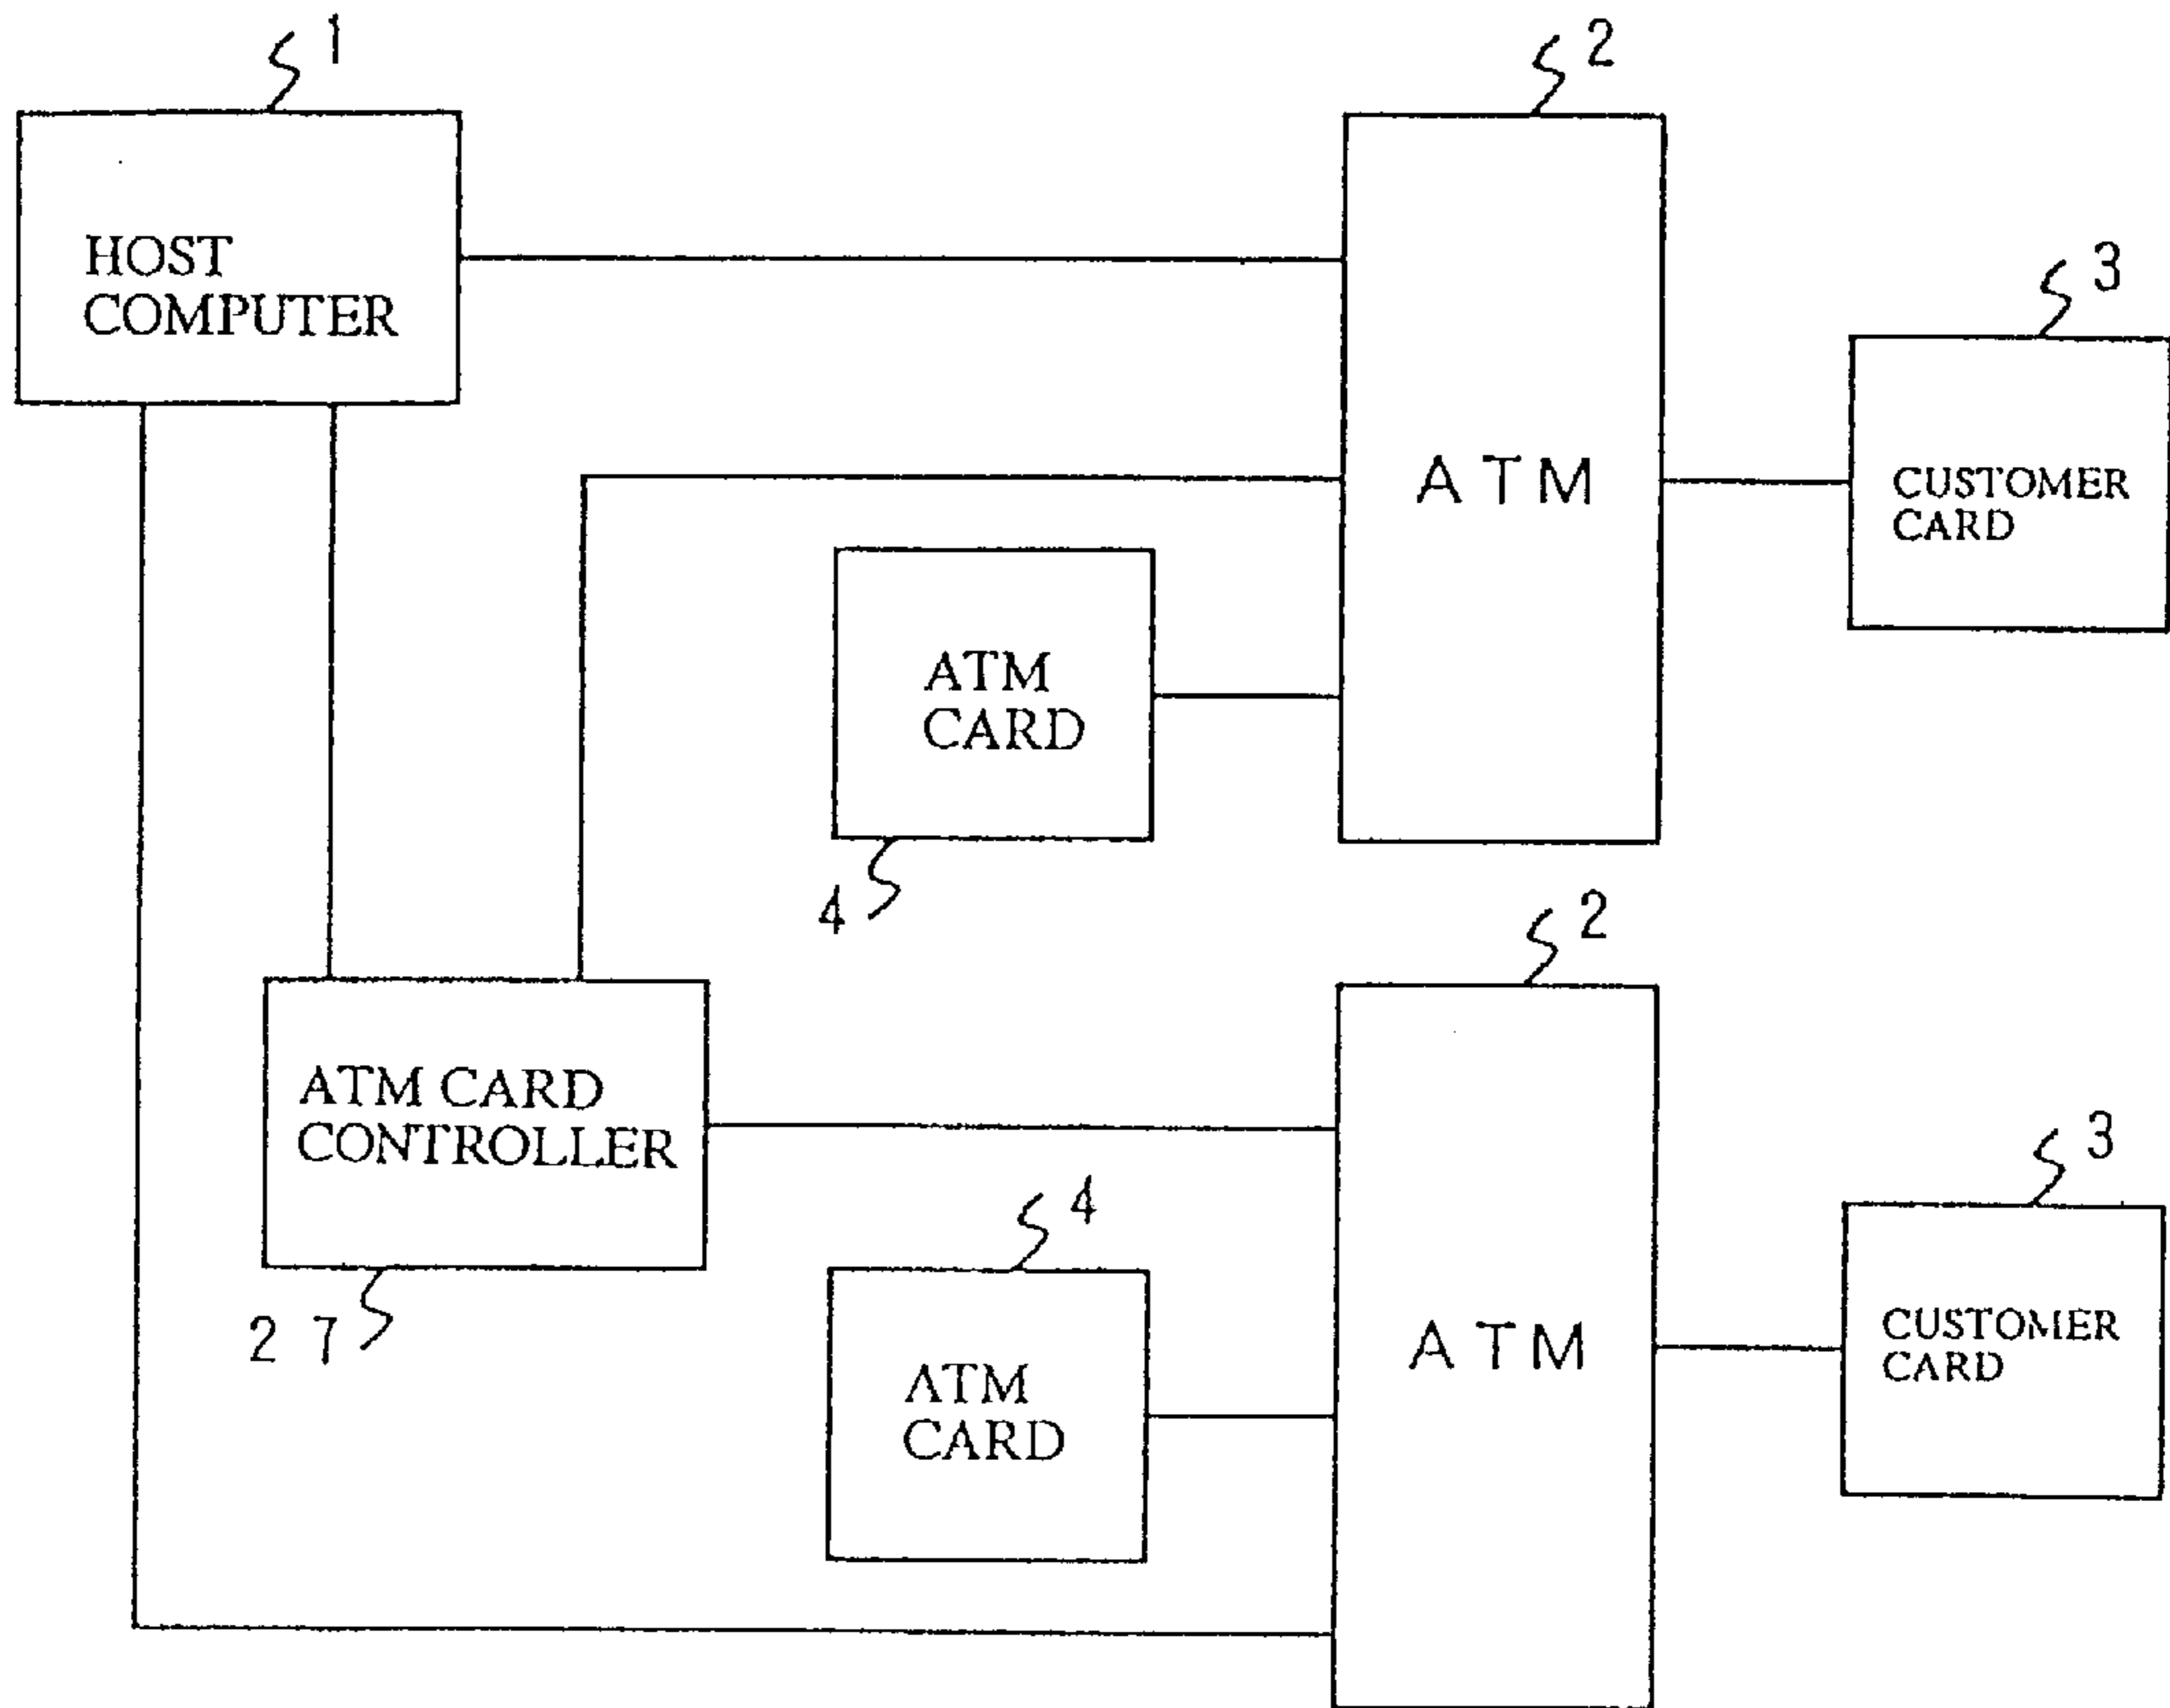 1
2
HOST
COMPUTER
3
ATM
CUSTOMER
CARD
ATM
CARD
4
2
ATM CARD
CONTROLLER
3
4
27
ATM
CUSTOMER
CARD
ATM
CARD